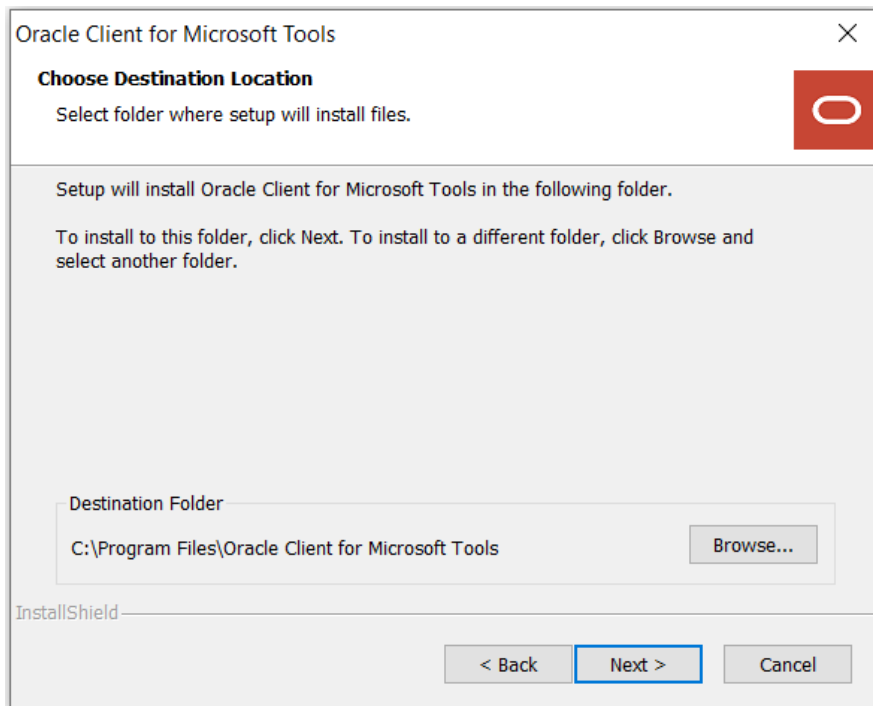 Oracle Client for Microsoft Tools
Choose Destination Location
Select folder where setup will install files.
Setup will install Oracle Client for Microsoft Tools in the following folder.
To install to this folder, click Next. To install to a different folder, click Browse and
select another folder.
Destination Folder
C:\Program Files\Oracle Client for Microsoft Tools
Browse...
InstallShield
< Back
Next >
Cancel